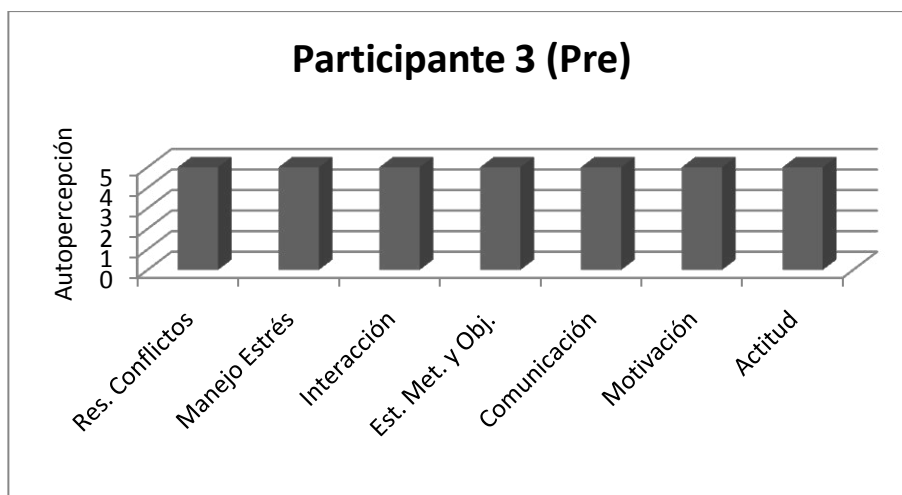 Participante 3 (Pre)
Autopercepción
5
4
3
2
1
0
Res. Conflictos
Manejo Estrés
Interacción
Est. Met. y Obj.
Comunicación
Motivación
Actitud